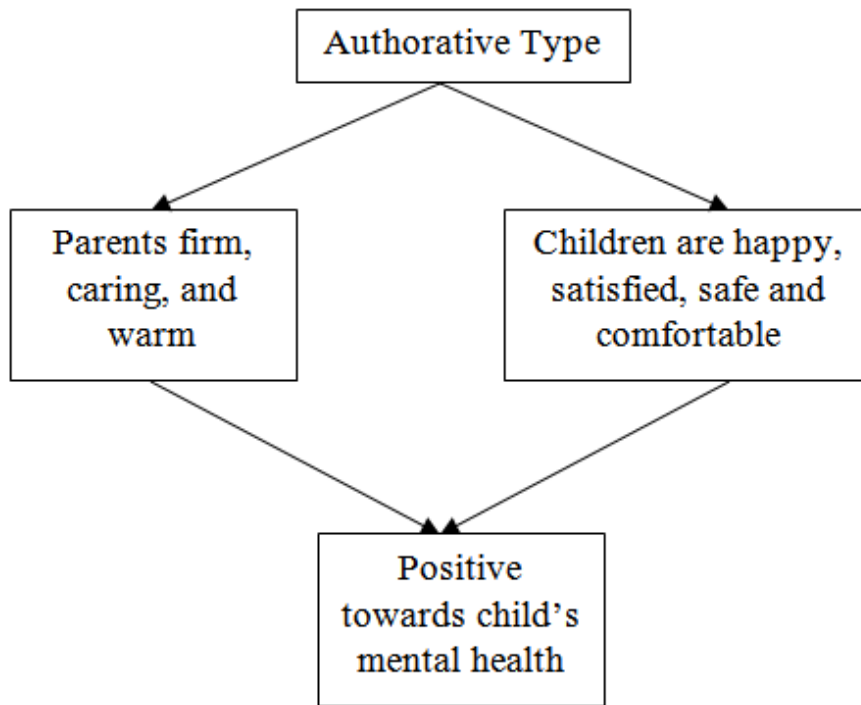 Authorative Type
Parents firm,
caring, and
warm
Children are happy,
satisfied, safe and
comfortable
Positive
towards child’s
mental health